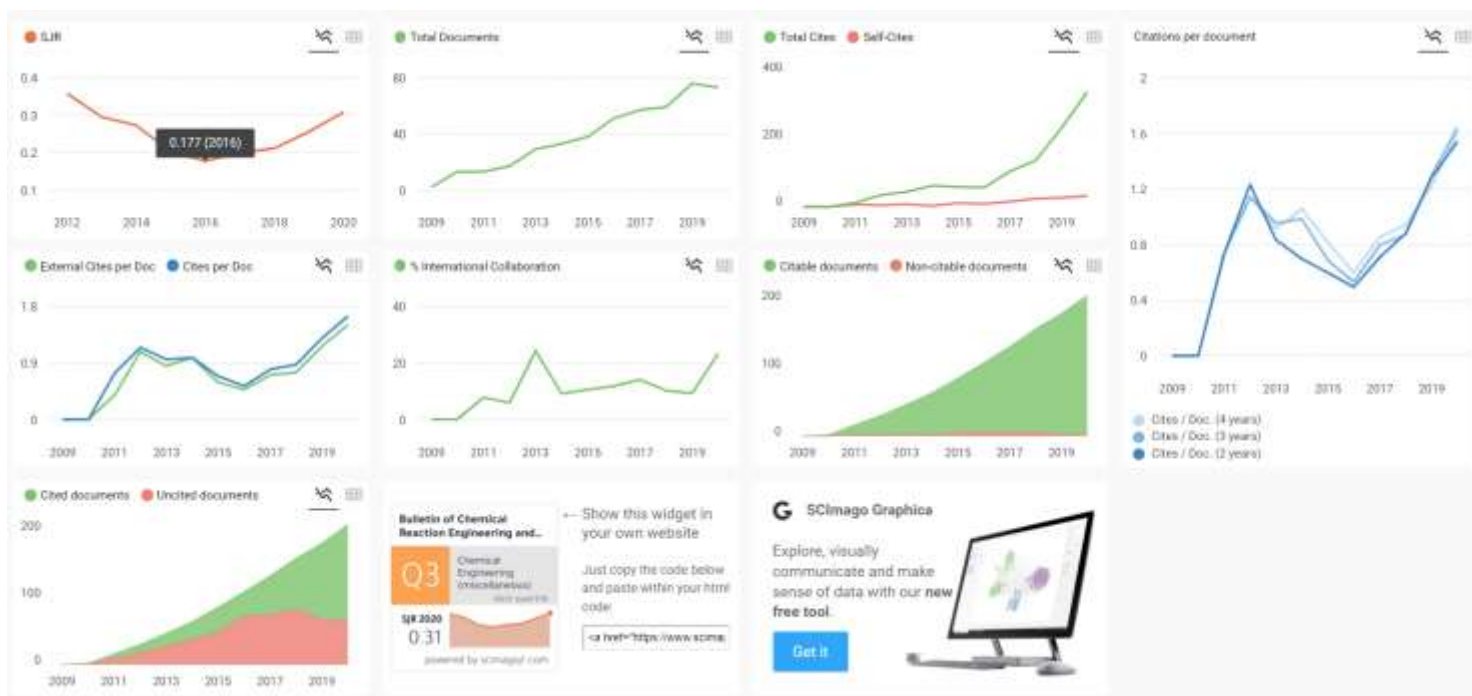 SJR
0.4
0.3
0.2
0.1
0.177 (2016)
2012 2014 2016 2018 2020
Total Documents
80
40
0
2009 2011 2013 2015 2017 2019
Total Cites Self-Cites
400
200
0
2009 2011 2013 2015 2017 2019
Citations per document
2
1.6
1.2
0.8
0.4
0
2009 2011 2013 2015 2017 2019
Cites / Doc. (4 years)
Cites / Doc. (3 years)
Cites / Doc. (2 years)
External Cites per Doc Cites per Doc
1.8
0.9
0
2009 2011 2013 2015 2017 2019
% International Collaboration
40
20
0
2009 2011 2013 2015 2017 2019
Citable documents Non-citable documents
200
100
0
2009 2011 2013 2015 2017 2019
Cited documents Uncited documents
200
100
0
2009 2011 2013 2015 2017 2019
Bulletin of Chemical
Reaction Engineering and...
Q3
Chemical
Engineering
(miscellaneous)
best quartile
SJR 2020
0.31
powered by scimagojr.com
← Show this widget in
your own website
Just copy the code below
and paste within your html
code:
<a href="https://www.scimag
G SCImago Graphica
Explore, visually
communicate and make
sense of data with our new
free tool.
Get it